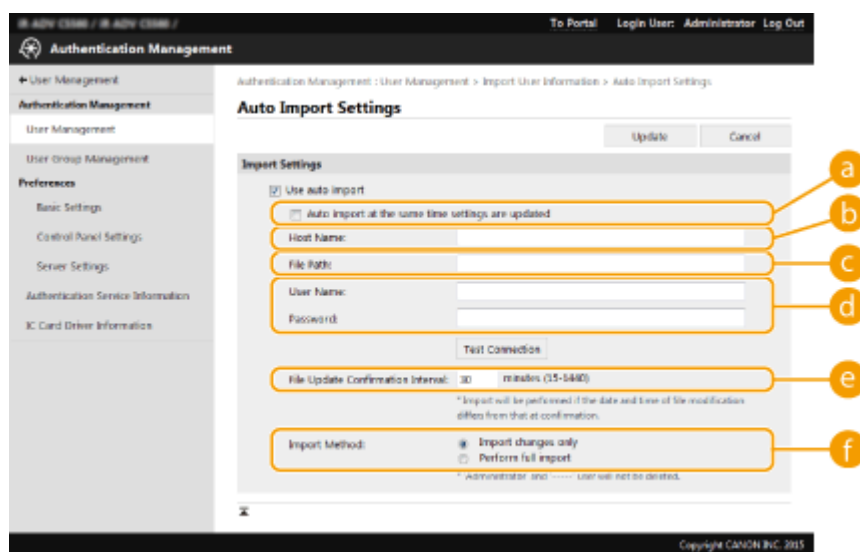 To Portal Login User: Administrator Log Out
Authentication Management
User Management
Authentication Management : User Management > Import User Information > Auto Import Settings
Authentication Management
User Management
User Group Management
Preferences
Basic Settings
Control Panel Settings
Server Settings
Authentication Service Information
IC Card Driver Information
Auto Import Settings
Update Cancel
Import Settings
Use auto import
Auto import at the same time settings are updated
a
Host Name:
b
File Path:
c
User Name:
Password:
d
Test Connection
File Update Confirmation Interval: 30 minutes (15-1440)
e
* Import will be performed if the date and time of file modification
differs from that at confirmation.
Import Method: Import changes only
Perform full import
f
* 'Administrator' and '-----' user will not be deleted.
Copyright CANON INC. 2015